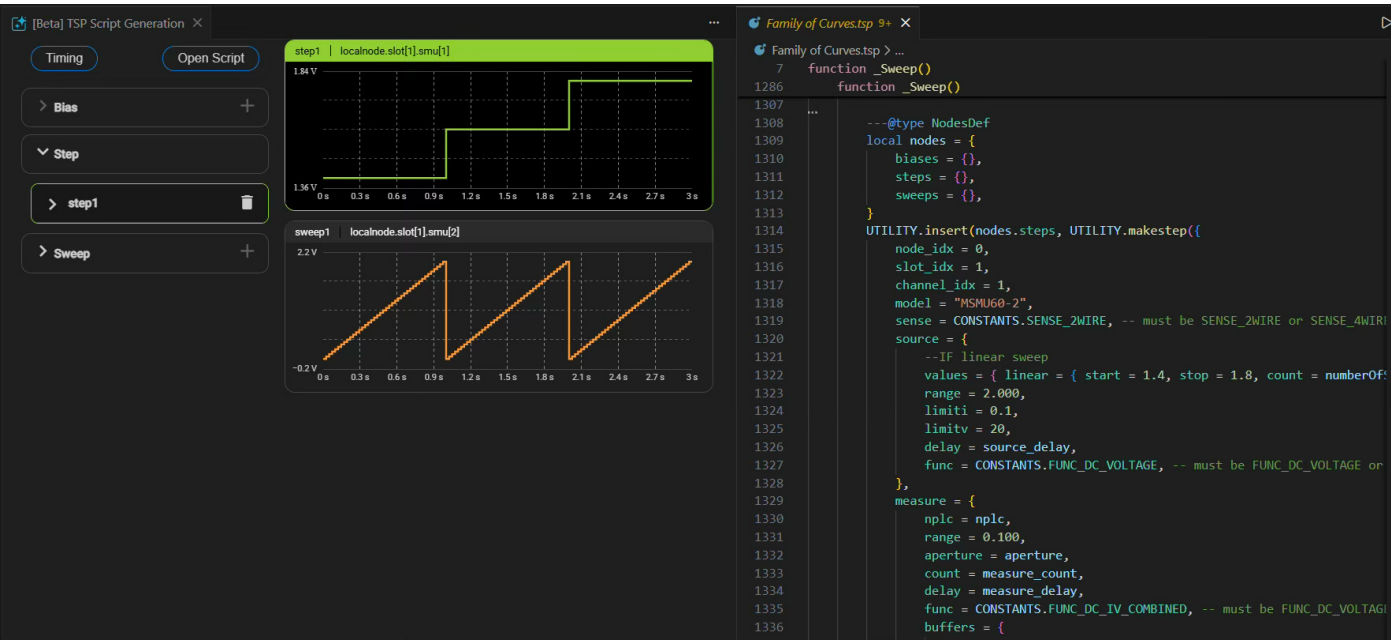 [Beta] TSP Script Generation
Timing
Open Script
Bias
Step
step1
Sweep
step1 | localnode.slot[1].smu[1]
1.84 V
1.36 V
0 s 0.3 s 0.6 s 0.9 s 1.2 s 1.5 s 1.8 s 2.1 s 2.4 s 2.7 s 3 s
sweep1 | localnode.slot[1].smu[2]
2.2 V
-0.2 V
0 s 0.3 s 0.6 s 0.9 s 1.2 s 1.5 s 1.8 s 2.1 s 2.4 s 2.7 s 3 s
Family of Curves.tsp 9+
Family of Curves.tsp > ...
7 function _Sweep()
1286 function _Sweep()
1307
1308 ---@type NodesDef
1309 local nodes = {
1310 biases = {},
1311 steps = {},
1312 sweeps = {},
1313 }
1314 UTILITY.insert(nodes.steps, UTILITY.makestep({
1315 node_idx = 0,
1316 slot_idx = 1,
1317 channel_idx = 1,
1318 model = "MSMU60-2",
1319 sense = CONSTANTS.SENSE_2WIRE, -- must be SENSE_2WIRE or SENSE_4WIRE
1320 source = {
1321 --IF linear sweep
1322 values = { linear = { start = 1.4, stop = 1.8, count = numberOfS
1323 range = 2.000,
1324 limiti = 0.1,
1325 limitv = 20,
1326 delay = source_delay,
1327 func = CONSTANTS.FUNC_DC_VOLTAGE, -- must be FUNC_DC_VOLTAGE or
1328 },
1329 measure = {
1330 nplc = nplc,
1331 range = 0.100,
1332 aperture = aperture,
1333 count = measure_count,
1334 delay = measure_delay,
1335 func = CONSTANTS.FUNC_DC_IV_COMBINED, -- must be FUNC_DC_VOLTAG
1336 buffers = {